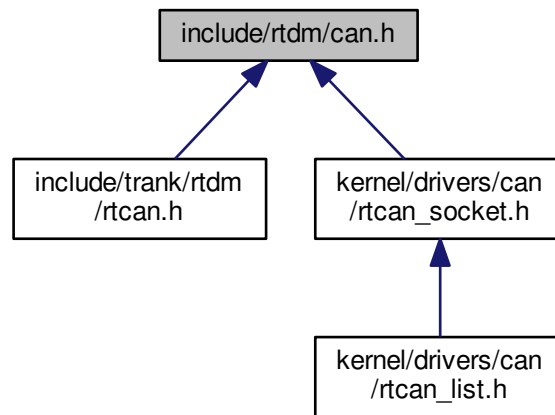 include/rtdm/can.h
include/trank/rtdm
/rtcan.h
kernel/drivers/can
/rtcan_socket.h
kernel/drivers/can
/rtcan_list.h